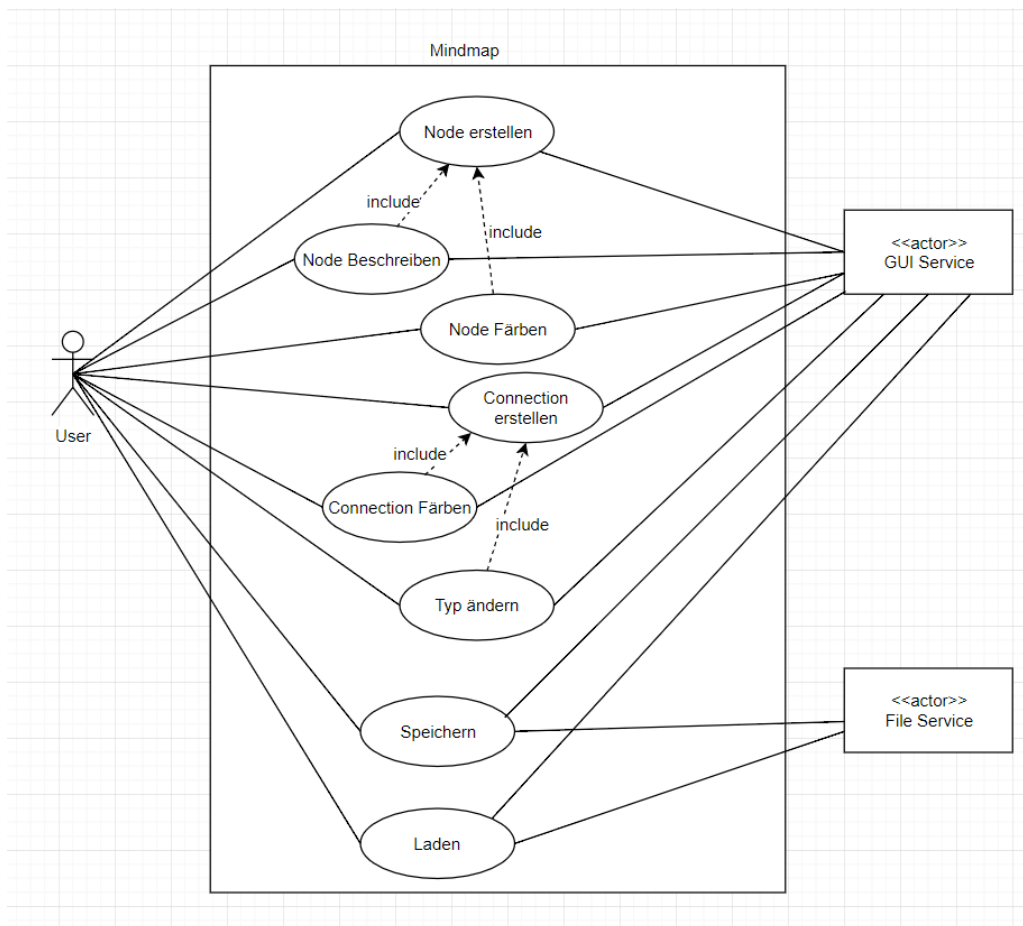 Mindmap
Node erstellen
include
include
Node Beschreiben
<<actor>>
GUI Service
Node Färben
Connection
erstellen
User
include
Connection Färben
include
Typ ändern
<<actor>>
File Service
Speichern
Laden